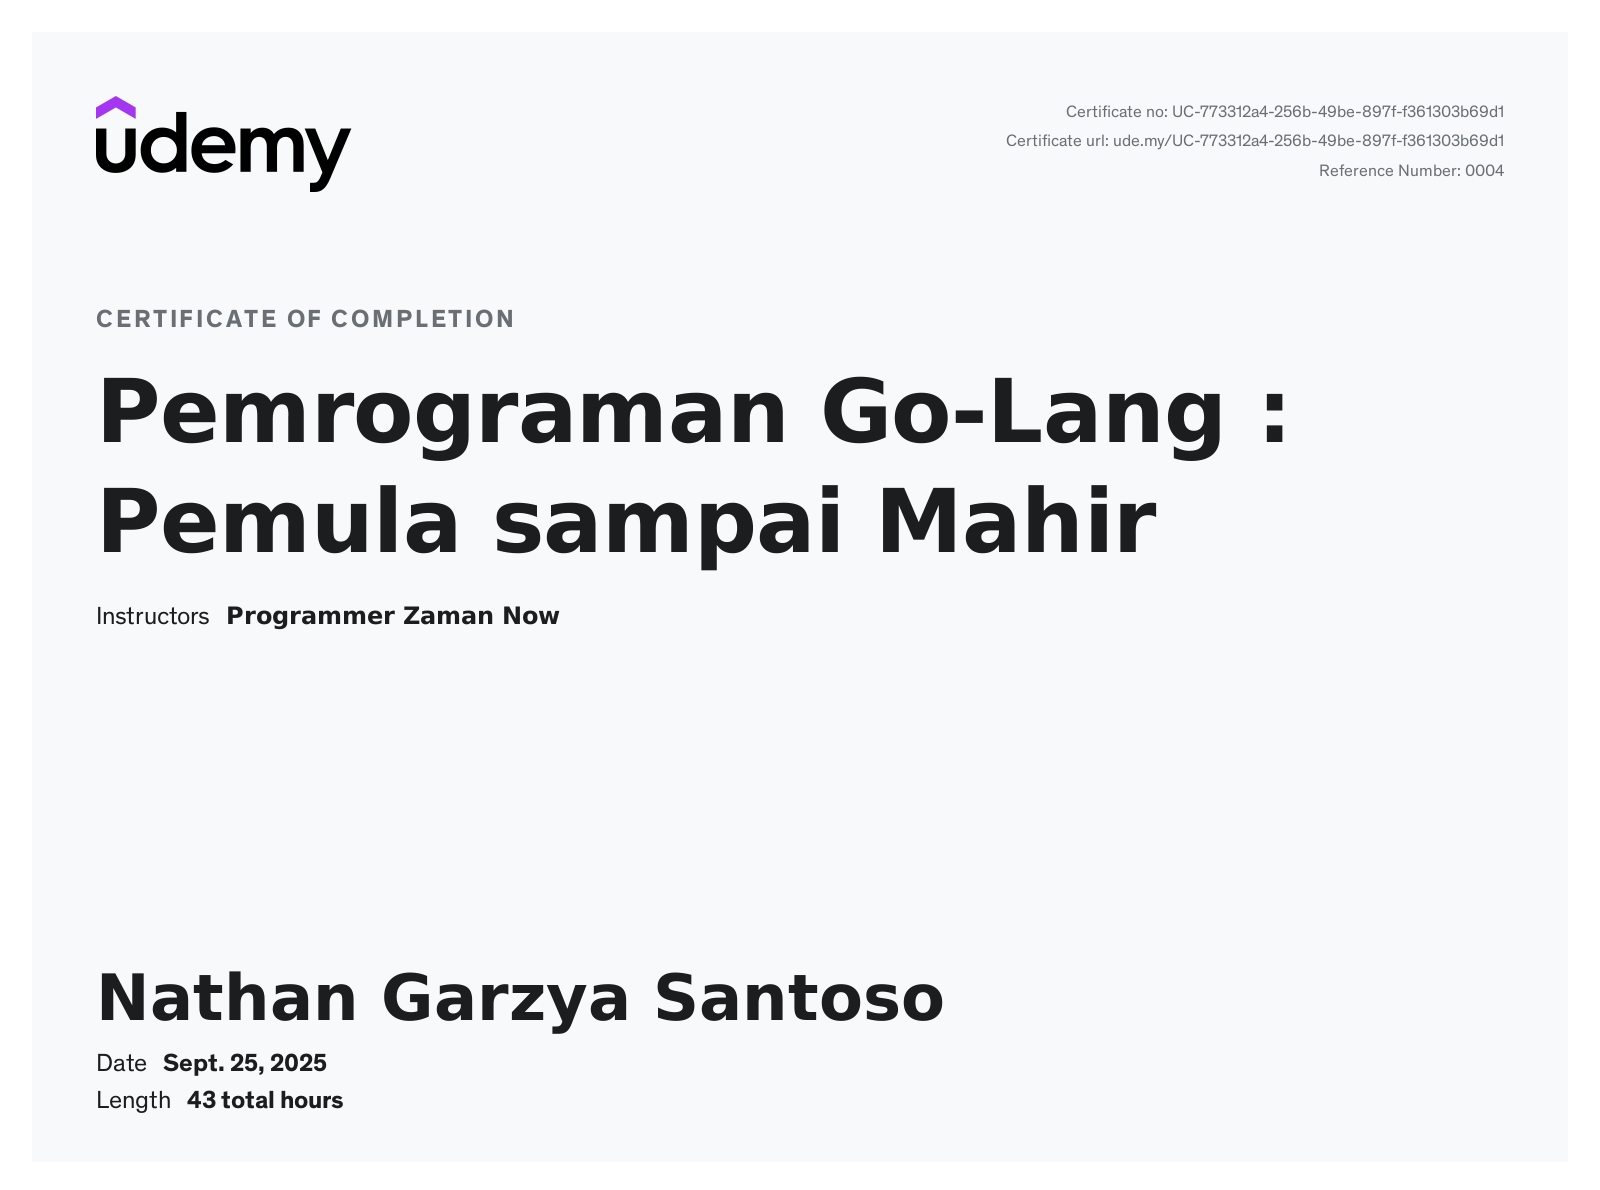 udemy
Certificate no: UC-773312a4-256b-49be-897f-f361303b69d1
Certificate url: ude.my/UC-773312a4-256b-49be-897f-f361303b69d1
Reference Number: 0004
CERTIFICATE OF COMPLETION
Pemrograman Go-Lang :
Pemula sampai Mahir
Instructors Programmer Zaman Now
Nathan Garzya Santoso
Date Sept. 25, 2025
Length 43 total hours